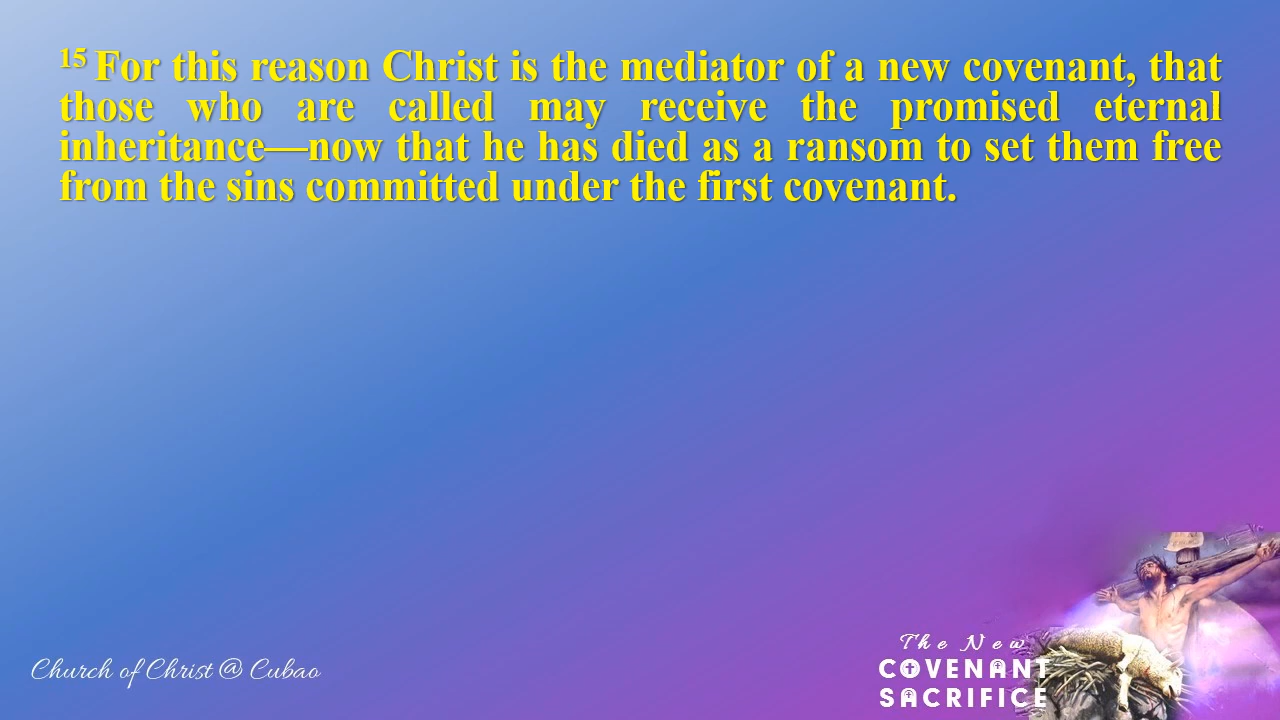 15 For this reason Christ is the mediator of a new covenant, that
those who are called may receive the promised eternal
inheritance—now that he has died as a ransom to set them free
from the sins committed under the first covenant.
The New
COVENANT
SACRIFICE
Church of Christ @ Cubao